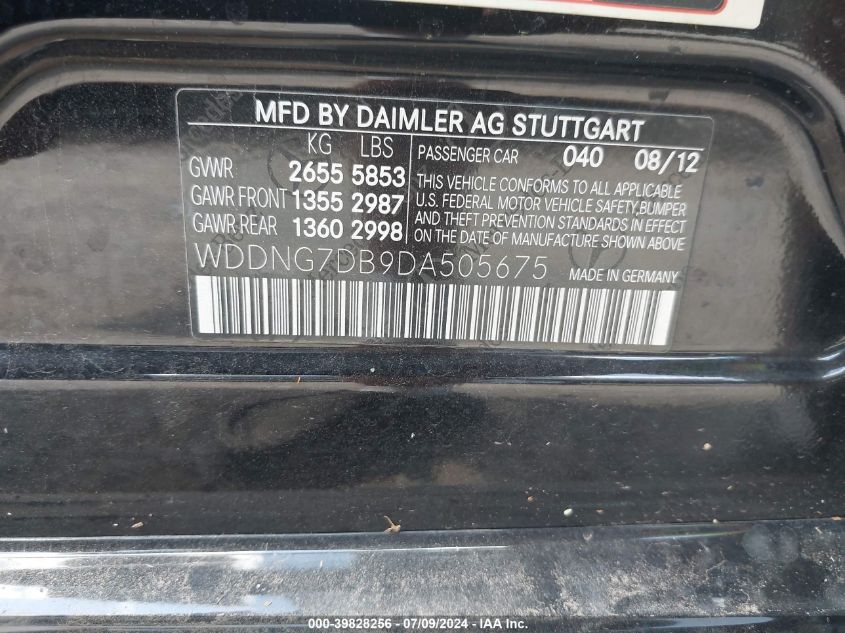 MFD BY DAIMLER AG STUTTGART
KG LBS
GVWR 2655 5853
GAWR FRONT 1355 2987
GAWR REAR 1360 2998
PASSENGER CAR 040 08/12
THIS VEHICLE CONFORMS TO ALL APPLICABLE
U.S. FEDERAL MOTOR VEHICLE SAFETY, BUMPER
AND THEFT PREVENTION STANDARDS IN EFFECT
ON THE DATE OF MANUFACTURE SHOWN ABOVE
WDDNG7DB9DA505675 MADE IN GERMANY
000-39828256 - 07/09/2024 - IAA Inc.